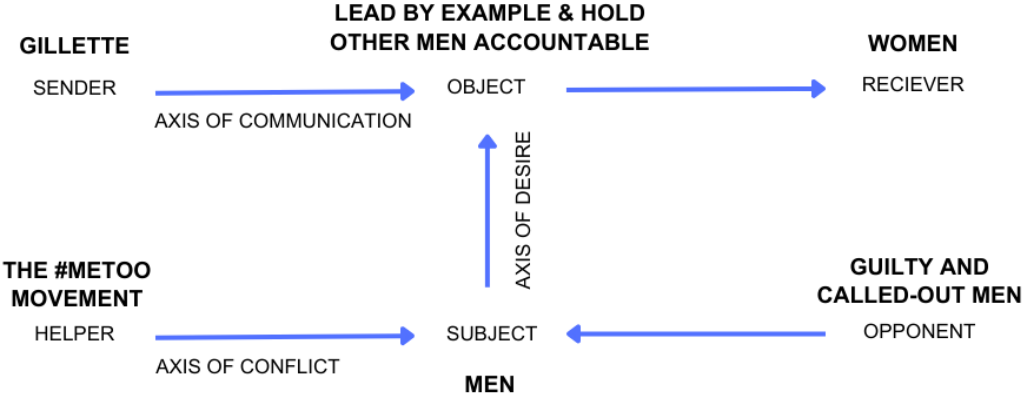 LEAD BY EXAMPLE & HOLD
OTHER MEN ACCOUNTABLE
GILLETTE
WOMEN
SENDER
OBJECT
RECIEVER
AXIS OF COMMUNICATION
AXIS OF DESIRE
THE #METOO
MOVEMENT
GUILTY AND
CALLED-OUT MEN
HELPER
SUBJECT
OPPONENT
AXIS OF CONFLICT
MEN